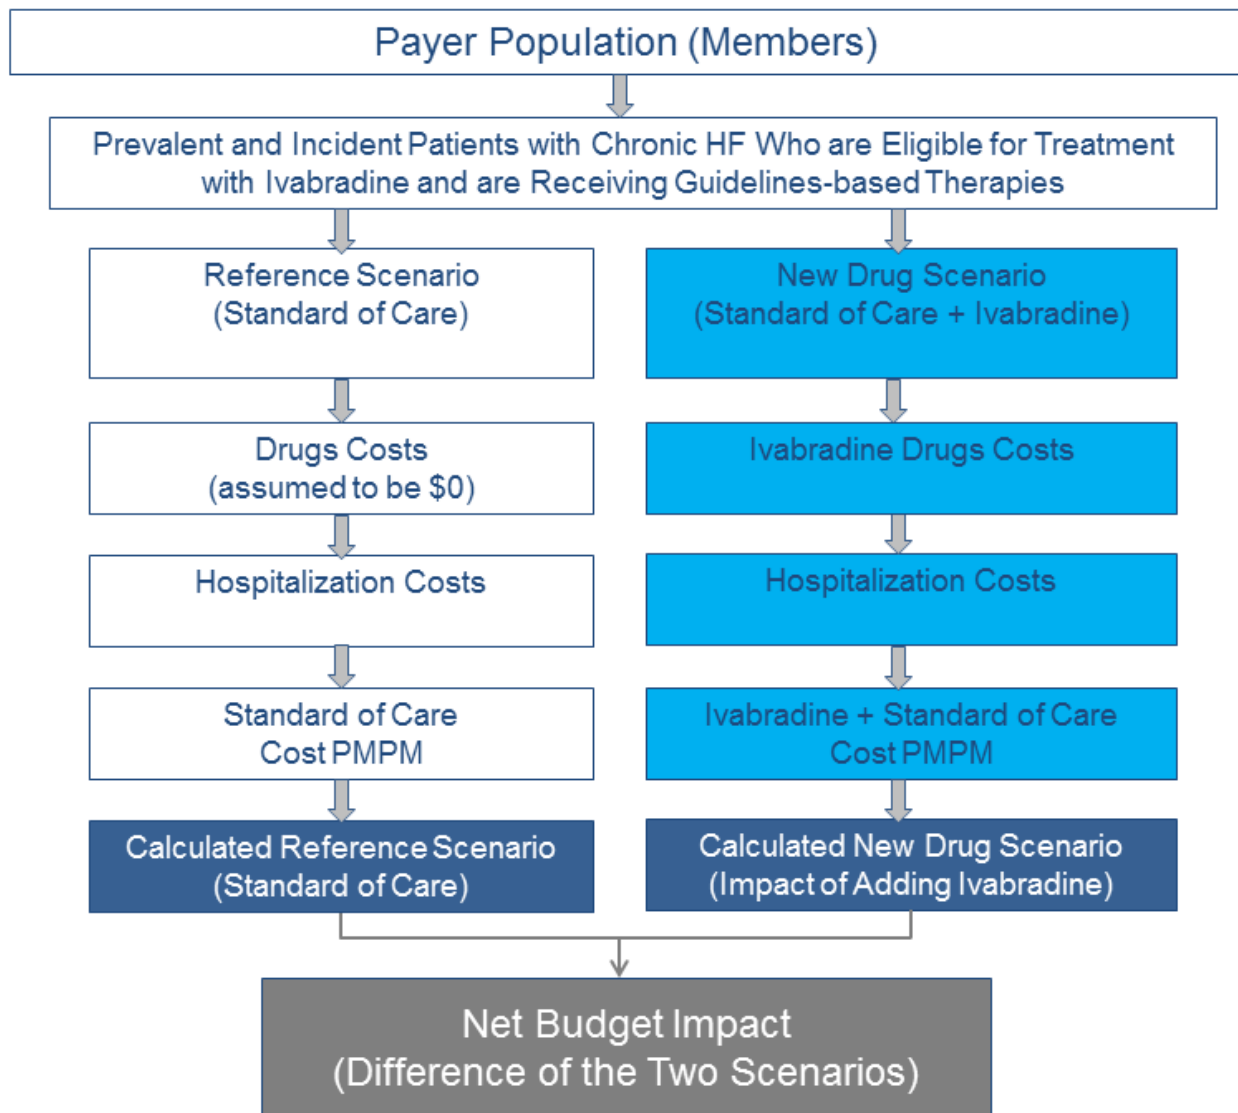 Payer Population (Members)
Prevalent and Incident Patients with Chronic HF Who are Eligible for Treatment
with Ivabradine and are Receiving Guidelines-based Therapies
Reference Scenario
(Standard of Care)
New Drug Scenario
(Standard of Care + Ivabradine)
Drugs Costs
(assumed to be $0)
Ivabradine Drugs Costs
Hospitalization Costs
Hospitalization Costs
Standard of Care
Cost PMPM
Ivabradine + Standard of Care
Cost PMPM
Calculated Reference Scenario
(Standard of Care)
Calculated New Drug Scenario
(Impact of Adding Ivabradine)
Net Budget Impact
(Difference of the Two Scenarios)